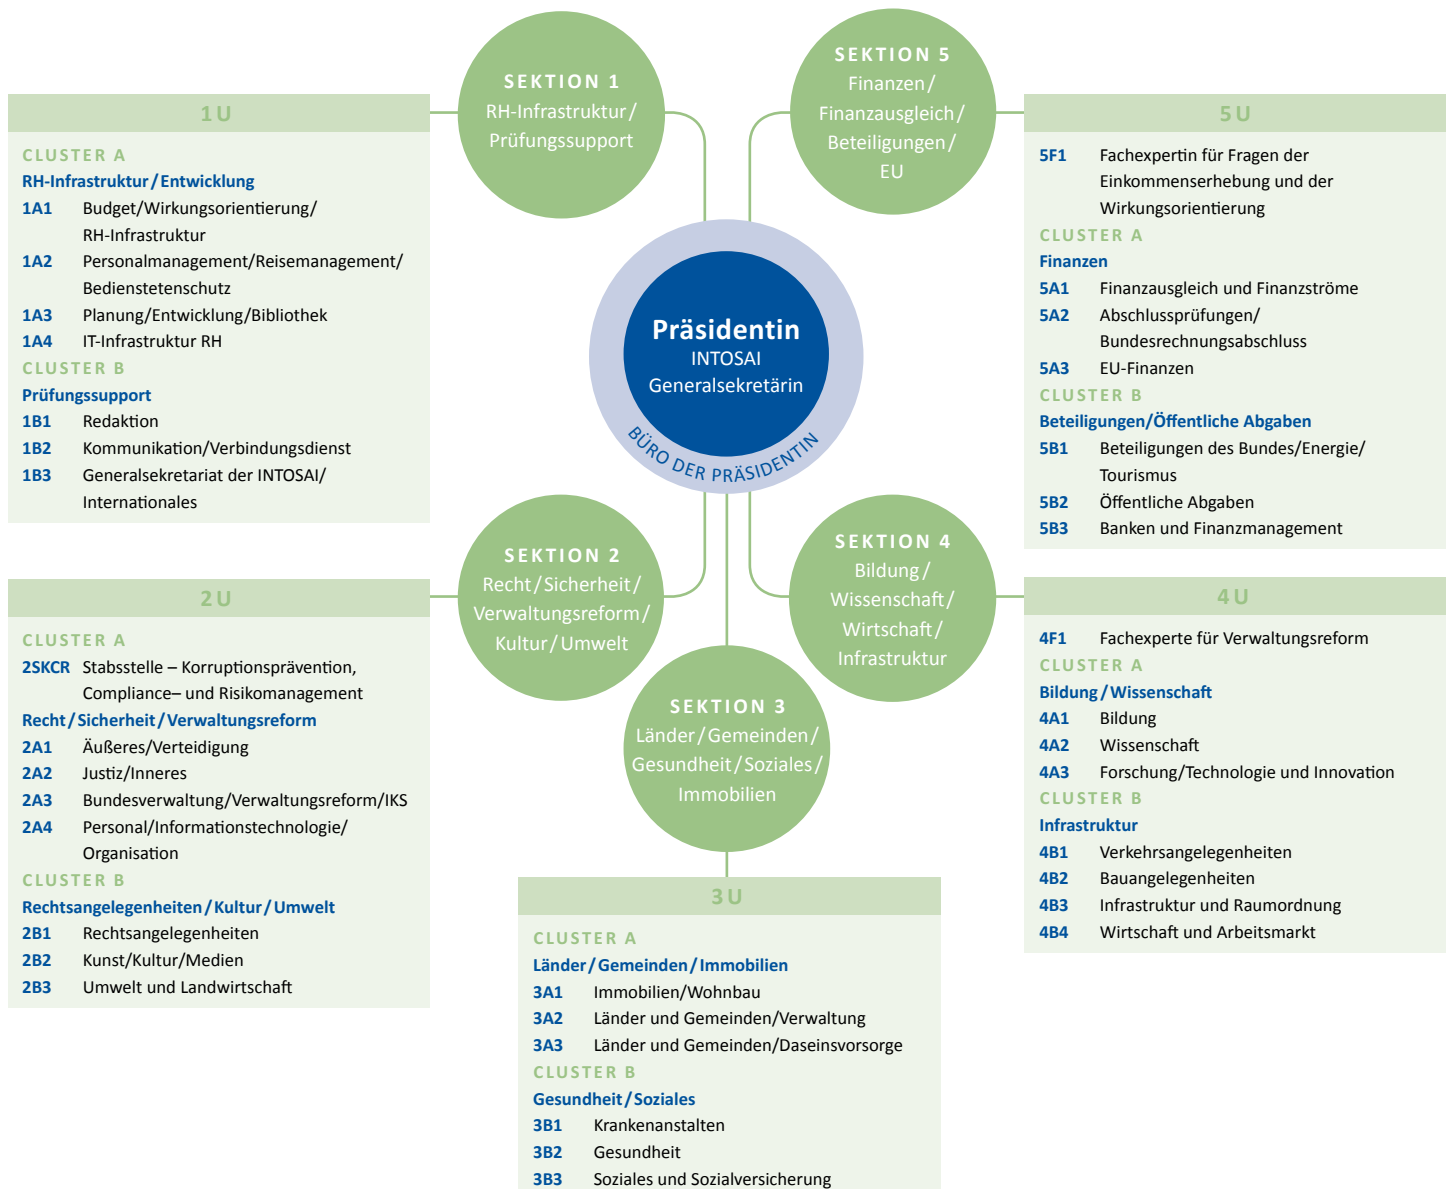 SEKTION 1
RH-Infrastruktur/
Prüfungssupport
SEKTION 5
Finanzen/
Finanzausgleich/
Beteiligungen/
EU
1U
CLUSTER A
RH-Infrastruktur/Entwicklung
1A1 Budget/Wirkungsorientierung/
RH-Infrastruktur
1A2 Personalmanagement/Reisemanagement/
Bedienstetenschutz
1A3 Planung/Entwicklung/Bibliothek
1A4 IT-Infrastruktur RH
CLUSTER B
Prüfungssupport
1B1 Redaktion
1B2 Kommunikation/Verbindungsdienst
1B3 Generalsekretariat der INTOSAI/
Internationales
Präsidentin
INTOSAI
Generalsekretärin
BÜRO DER PRÄSIDENTIN
5U
5F1 Fachexpertin für Fragen der
Einkommenserhebung und der
Wirkungsorientierung
CLUSTER A
Finanzen
5A1 Finanzausgleich und Finanzströme
5A2 Abschlussprüfungen/
Bundesrechnungsabschluss
5A3 EU-Finanzen
CLUSTER B
Beteiligungen/Öffentliche Abgaben
5B1 Beteiligungen des Bundes/Energie/
Tourismus
5B2 Öffentliche Abgaben
5B3 Banken und Finanzmanagement
SEKTION 2
Recht/Sicherheit/
Verwaltungsreform/
Kultur/Umwelt
SEKTION 4
Bildung/
Wissenschaft/
Wirtschaft/
Infrastruktur
SEKTION 3
Länder/Gemeinden/
Gesundheit/Soziales/
Immobilien
2U
CLUSTER A
2SKCR Stabsstelle – Korruptionsprävention,
Compliance– und Risikomanagement
Recht/Sicherheit/Verwaltungsreform
2A1 Äußeres/Verteidigung
2A2 Justiz/Inneres
2A3 Bundesverwaltung/Verwaltungsreform/IKS
2A4 Personal/Informationstechnologie/
Organisation
CLUSTER B
Rechtsangelegenheiten/Kultur/Umwelt
2B1 Rechtsangelegenheiten
2B2 Kunst/Kultur/Medien
2B3 Umwelt und Landwirtschaft
4U
4F1 Fachexperte für Verwaltungsreform
CLUSTER A
Bildung/Wissenschaft
4A1 Bildung
4A2 Wissenschaft
4A3 Forschung/Technologie und Innovation
CLUSTER B
Infrastruktur
4B1 Verkehrsangelegenheiten
4B2 Bauangelegenheiten
4B3 Infrastruktur und Raumordnung
4B4 Wirtschaft und Arbeitsmarkt
3U
CLUSTER A
Länder/Gemeinden/Immobilien
3A1 Immobilien/Wohnbau
3A2 Länder und Gemeinden/Verwaltung
3A3 Länder und Gemeinden/Daseinsvorsorge
CLUSTER B
Gesundheit/Soziales
3B1 Krankenanstalten
3B2 Gesundheit
3B3 Soziales und Sozialversicherung